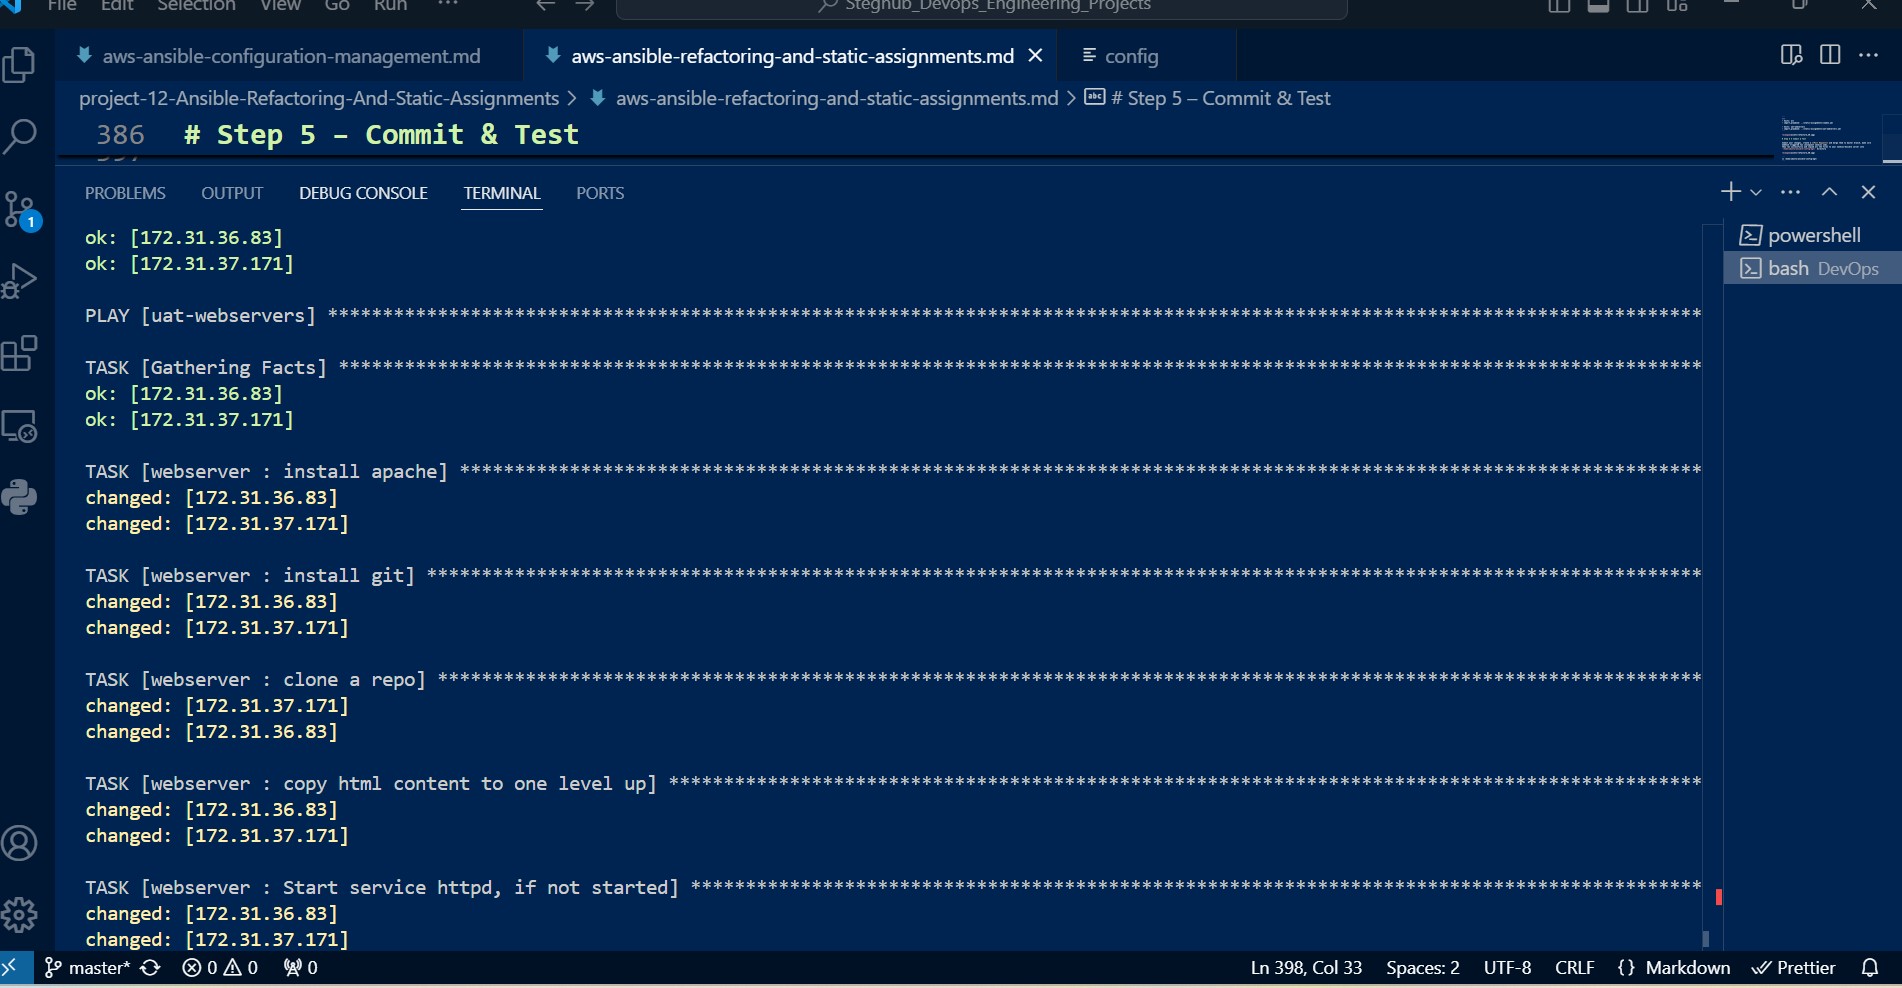 File Edit Selection View Go Run ... Steghub_Devops_Engineering_Projects
aws-ansible-configuration-management.md aws-ansible-refactoring-and-static-assignments.md config
project-12-Ansible-Refactoring-And-Static-Assignments > aws-ansible-refactoring-and-static-assignments.md > abc # Step 5 – Commit & Test
386 # Step 5 – Commit & Test
PROBLEMS OUTPUT DEBUG CONSOLE TERMINAL PORTS
ok: [172.31.36.83]
ok: [172.31.37.171]
PLAY [uat-webservers] ****************************************************************************************************************************
TASK [Gathering Facts] ***************************************************************************************************************************
ok: [172.31.36.83]
ok: [172.31.37.171]
TASK [webserver : install apache] ****************************************************************************************************************
changed: [172.31.36.83]
changed: [172.31.37.171]
TASK [webserver : install git] *******************************************************************************************************************
changed: [172.31.36.83]
changed: [172.31.37.171]
TASK [webserver : clone a repo] ******************************************************************************************************************
changed: [172.31.37.171]
changed: [172.31.36.83]
TASK [webserver : copy html content to one level up] *********************************************************************************************
changed: [172.31.36.83]
changed: [172.31.37.171]
TASK [webserver : Start service httpd, if not started] *******************************************************************************************
changed: [172.31.36.83]
changed: [172.31.37.171]
powershell
bash DevOps
1
master* 0 0 0 Ln 398, Col 33 Spaces: 2 UTF-8 CRLF {} Markdown Prettier